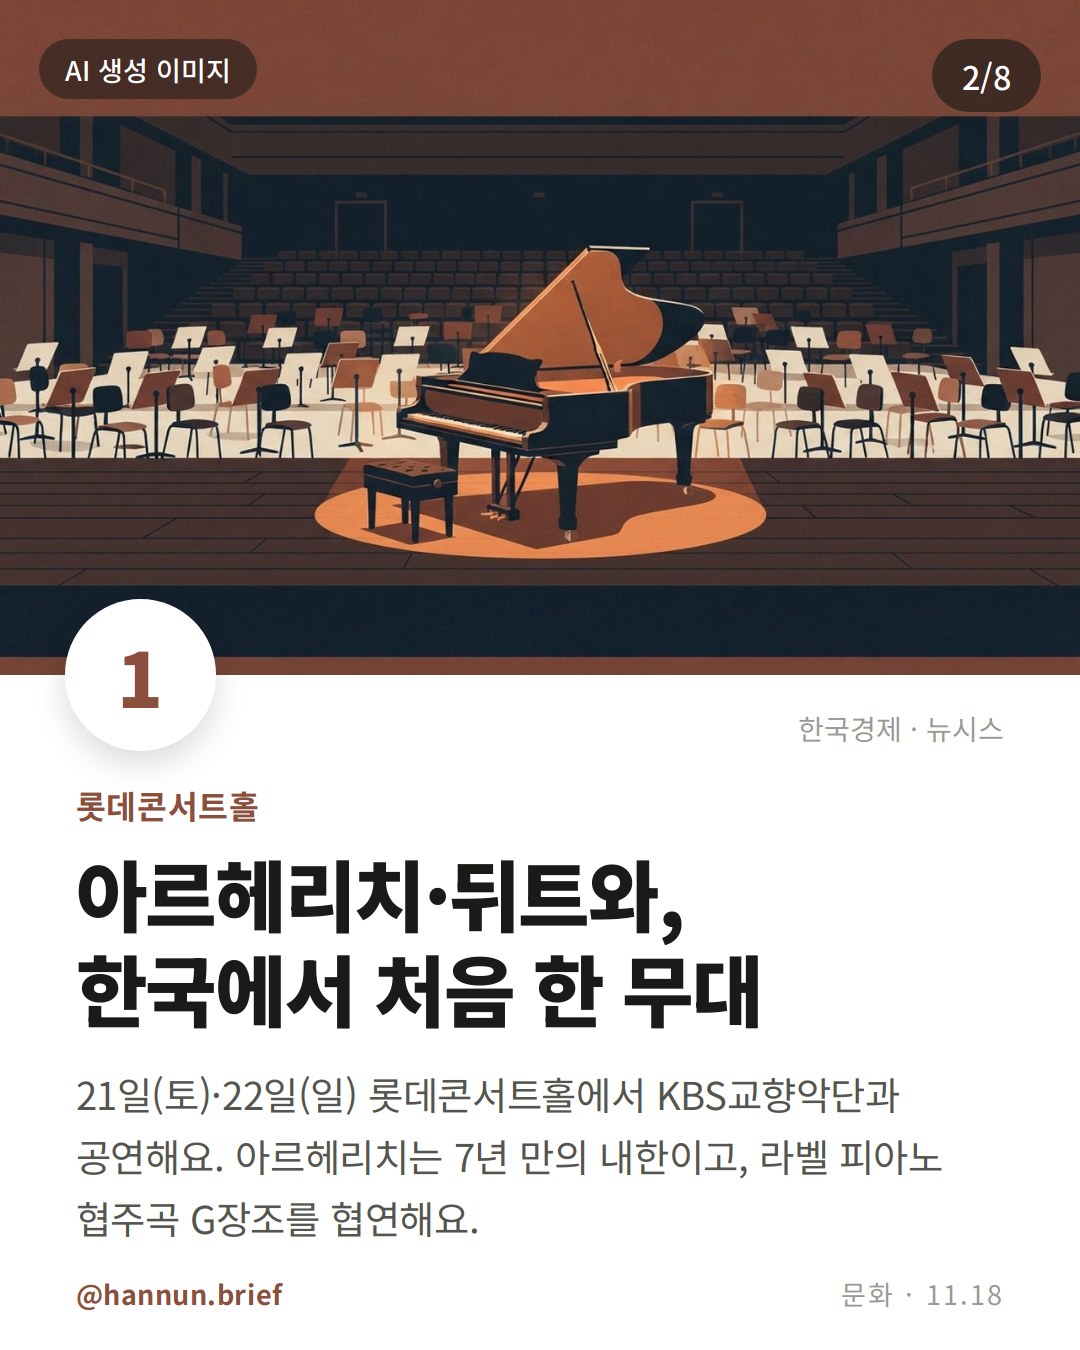 AI 생성 이미지
2/8
1
한국경제 · 뉴시스
롯데콘서트홀
아르헤리치·뒤트와,
한국에서 처음 한 무대
21일(토)·22일(일) 롯데콘서트홀에서 KBS교향악단과
공연해요. 아르헤리치는 7년 만의 내한이고, 라벨 피아노
협주곡 G장조를 협연해요.
@hannun.brief
문화 · 11.18